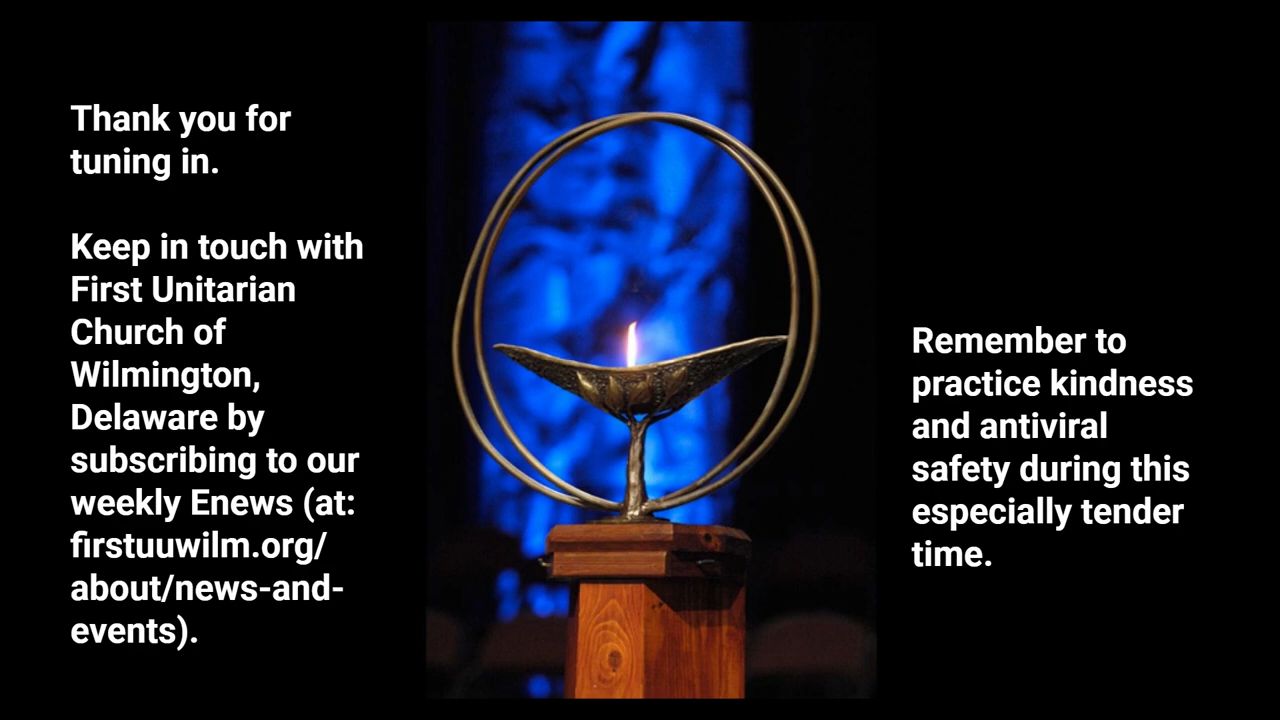 Thank you for
tuning in.
Keep in touch with
First Unitarian
Church of
Wilmington,
Delaware by
subscribing to our
weekly Enews (at:
firstuuwilm.org/
about/news-and-
events).
Remember to
practice kindness
and antiviral
safety during this
especially tender
time.